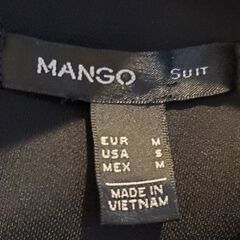 MANGO SUIT
EUR M
USA S
MEX M
MADE IN
VIETNAM